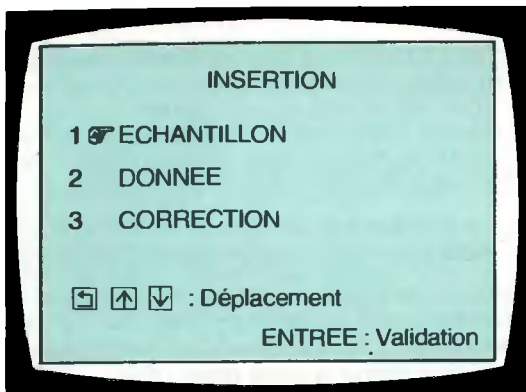 INSERTION
1 ☞ ECHANTILLON
2 DONNEE
3 CORRECTION
⮌ ↑ ↓ : Déplacement
ENTREE : Validation